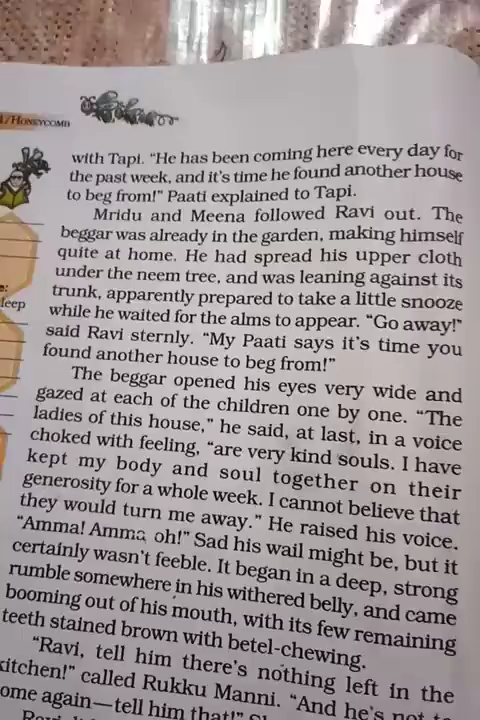 /HONEYCOMB
with Tapi. “He has been coming here every day for
the past week, and it’s time he found another house
to beg from!” Paati explained to Tapi.
Mridu and Meena followed Ravi out. The
beggar was already in the garden, making himself
quite at home. He had spread his upper cloth
under the neem tree, and was leaning against its
trunk, apparently prepared to take a little snooze
while he waited for the alms to appear. “Go away!”
said Ravi sternly. “My Paati says it’s time you
found another house to beg from!”
The beggar opened his eyes very wide and
gazed at each of the children one by one. “The
ladies of this house,” he said, at last, in a voice
choked with feeling, “are very kind souls. I have
kept my body and soul together on their
generosity for a whole week. I cannot believe that
they would turn me away.” He raised his voice.
“Amma! Amma, oh!” Sad his wail might be, but it
certainly wasn’t feeble. It began in a deep, strong
rumble somewhere in his withered belly, and came
booming out of his mouth, with its few remaining
teeth stained brown with betel-chewing.
“Ravi, tell him there’s nothing left in the
kitchen!” called Rukku Manni. “And he’s not to
ome again—tell him that!”